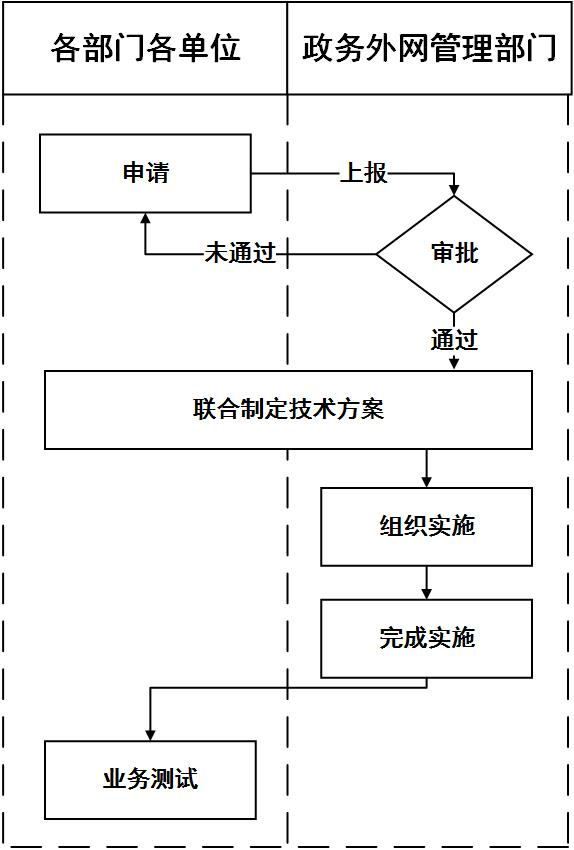 各部门各单位
政务外网管理部门
申请
上报
审批
未通过
通过
联合制定技术方案
组织实施
完成实施
业务测试